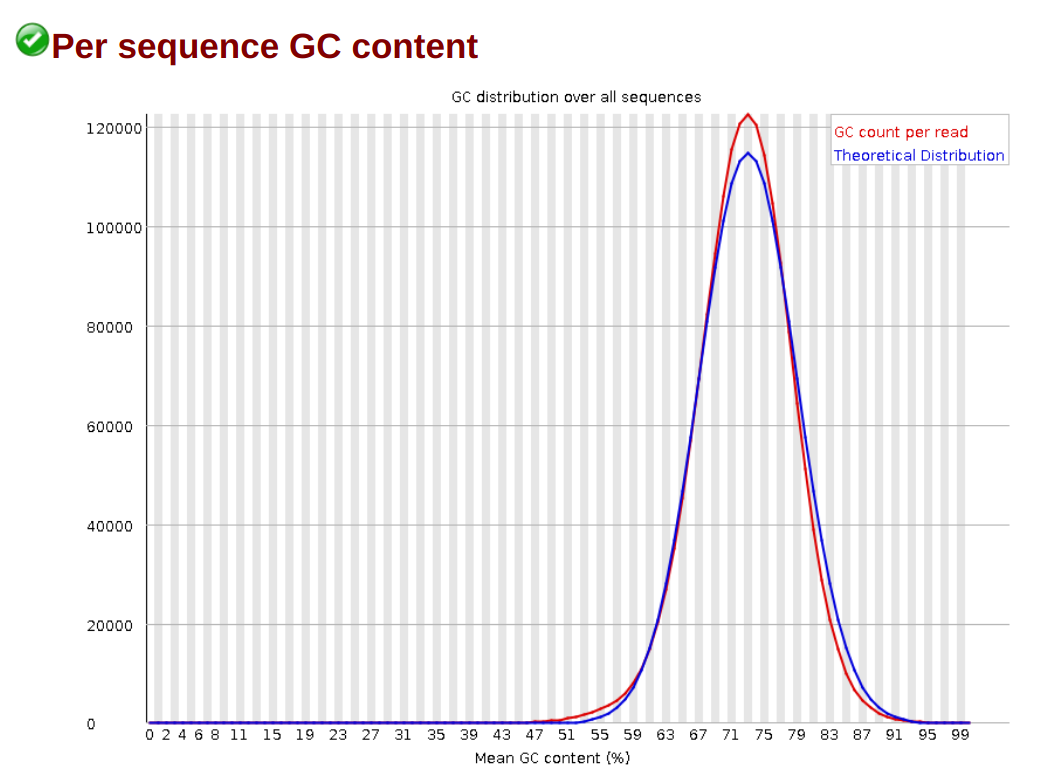 Per sequence GC content
GC distribution over all sequences
GC count per read
Theoretical Distribution
120000
100000
80000
60000
40000
20000
0
0 2 4 6 8 11 15 19 23 27 31 35 39 43 47 51 55 59 63 67 71 75 79 83 87 91 95 99
Mean GC content (%)